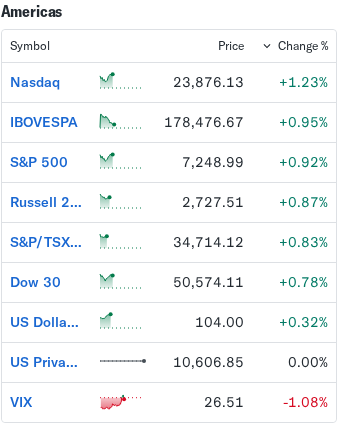 Americas
Symbol Price Change %
Nasdaq 23,876.13 +1.23%
IBOVESPA 178,476.67 +0.95%
S&P 500 7,248.99 +0.92%
Russell 2... 2,727.51 +0.87%
S&P/TSX... 34,714.12 +0.83%
Dow 30 50,574.11 +0.78%
US Dolla... 104.00 +0.32%
US Priva... 10,606.85 0.00%
VIX 26.51 -1.08%